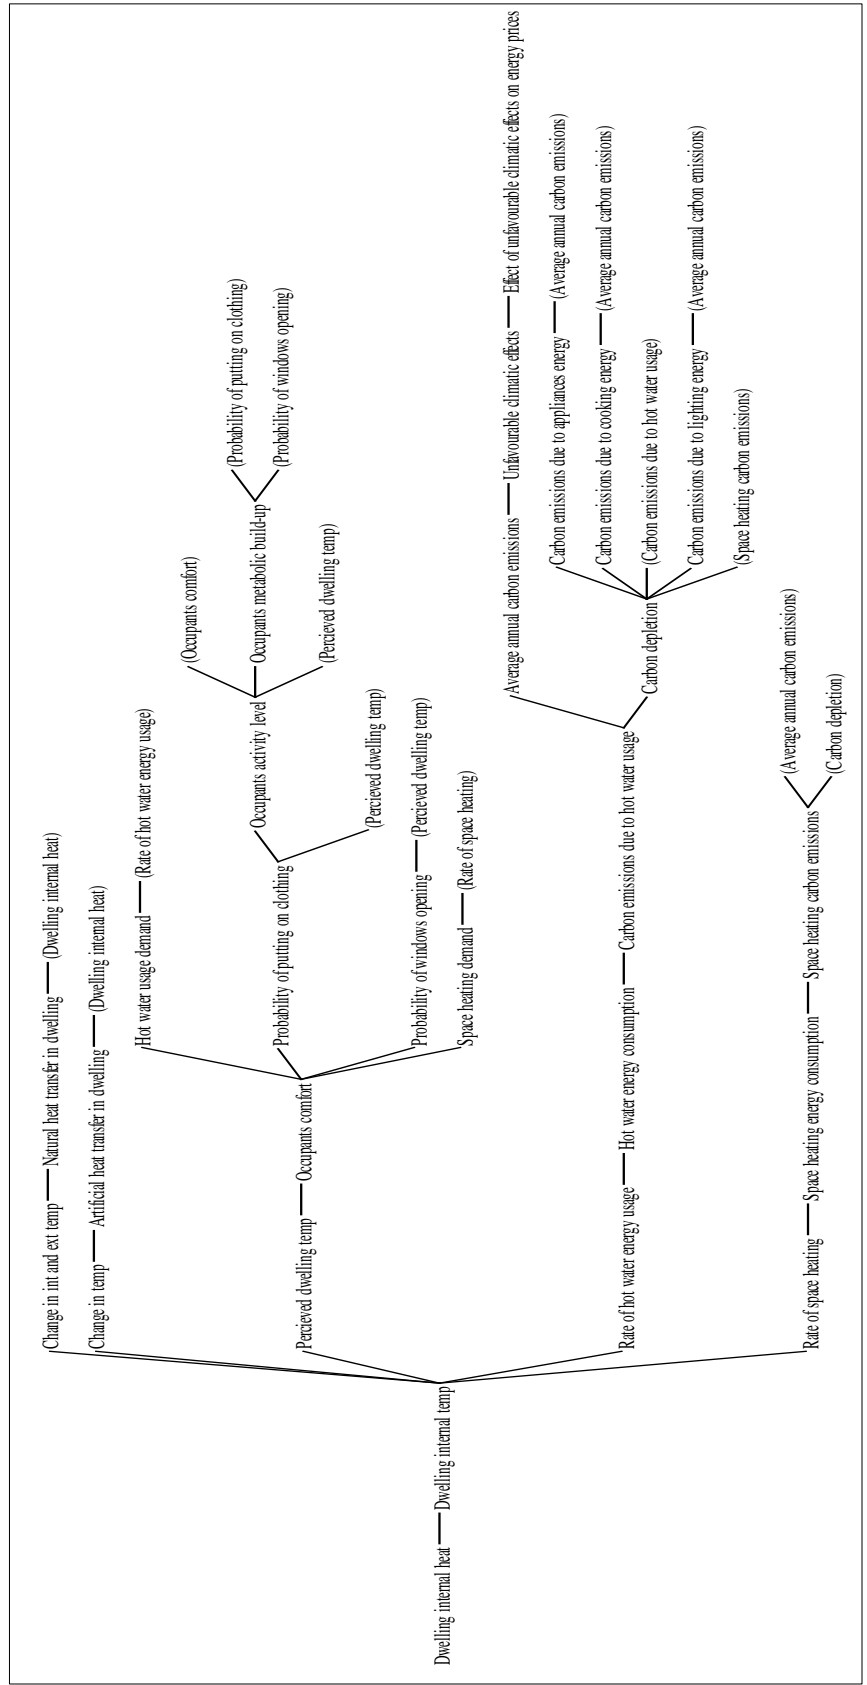 Dwelling internal heat
Dwelling internal temp
Change in int and ext temp
Natural heat transfer in dwelling
(Dwelling internal heat)
Change in temp
Artificial heat transfer in dwelling
(Dwelling internal heat)
Percieved dwelling temp
Occupants comfort
Hot water usage demand
(Rate of hot water energy usage)
Probability of putting on clothing
Occupants activity level
(Occupants comfort)
Occupants metabolic build-up
(Probability of putting on clothing)
(Probability of windows opening)
(Percieved dwelling temp)
(Percieved dwelling temp)
Probability of windows opening
(Percieved dwelling temp)
Space heating demand
(Rate of space heating)
Rate of hot water energy usage
Hot water energy consumption
Carbon emissions due to hot water usage
Average annual carbon emissions
Unfavourable climatic effects
Effect of unfavourable climatic effects on energy prices
Carbon depletion
Carbon emissions due to appliances energy
(Average annual carbon emissions)
Carbon emissions due to cooking energy
(Average annual carbon emissions)
(Carbon emissions due to hot water usage)
Carbon emissions due to lighting energy
(Average annual carbon emissions)
(Space heating carbon emissions)
Rate of space heating
Space heating energy consumption
Space heating carbon emissions
(Average annual carbon emissions)
(Carbon depletion)